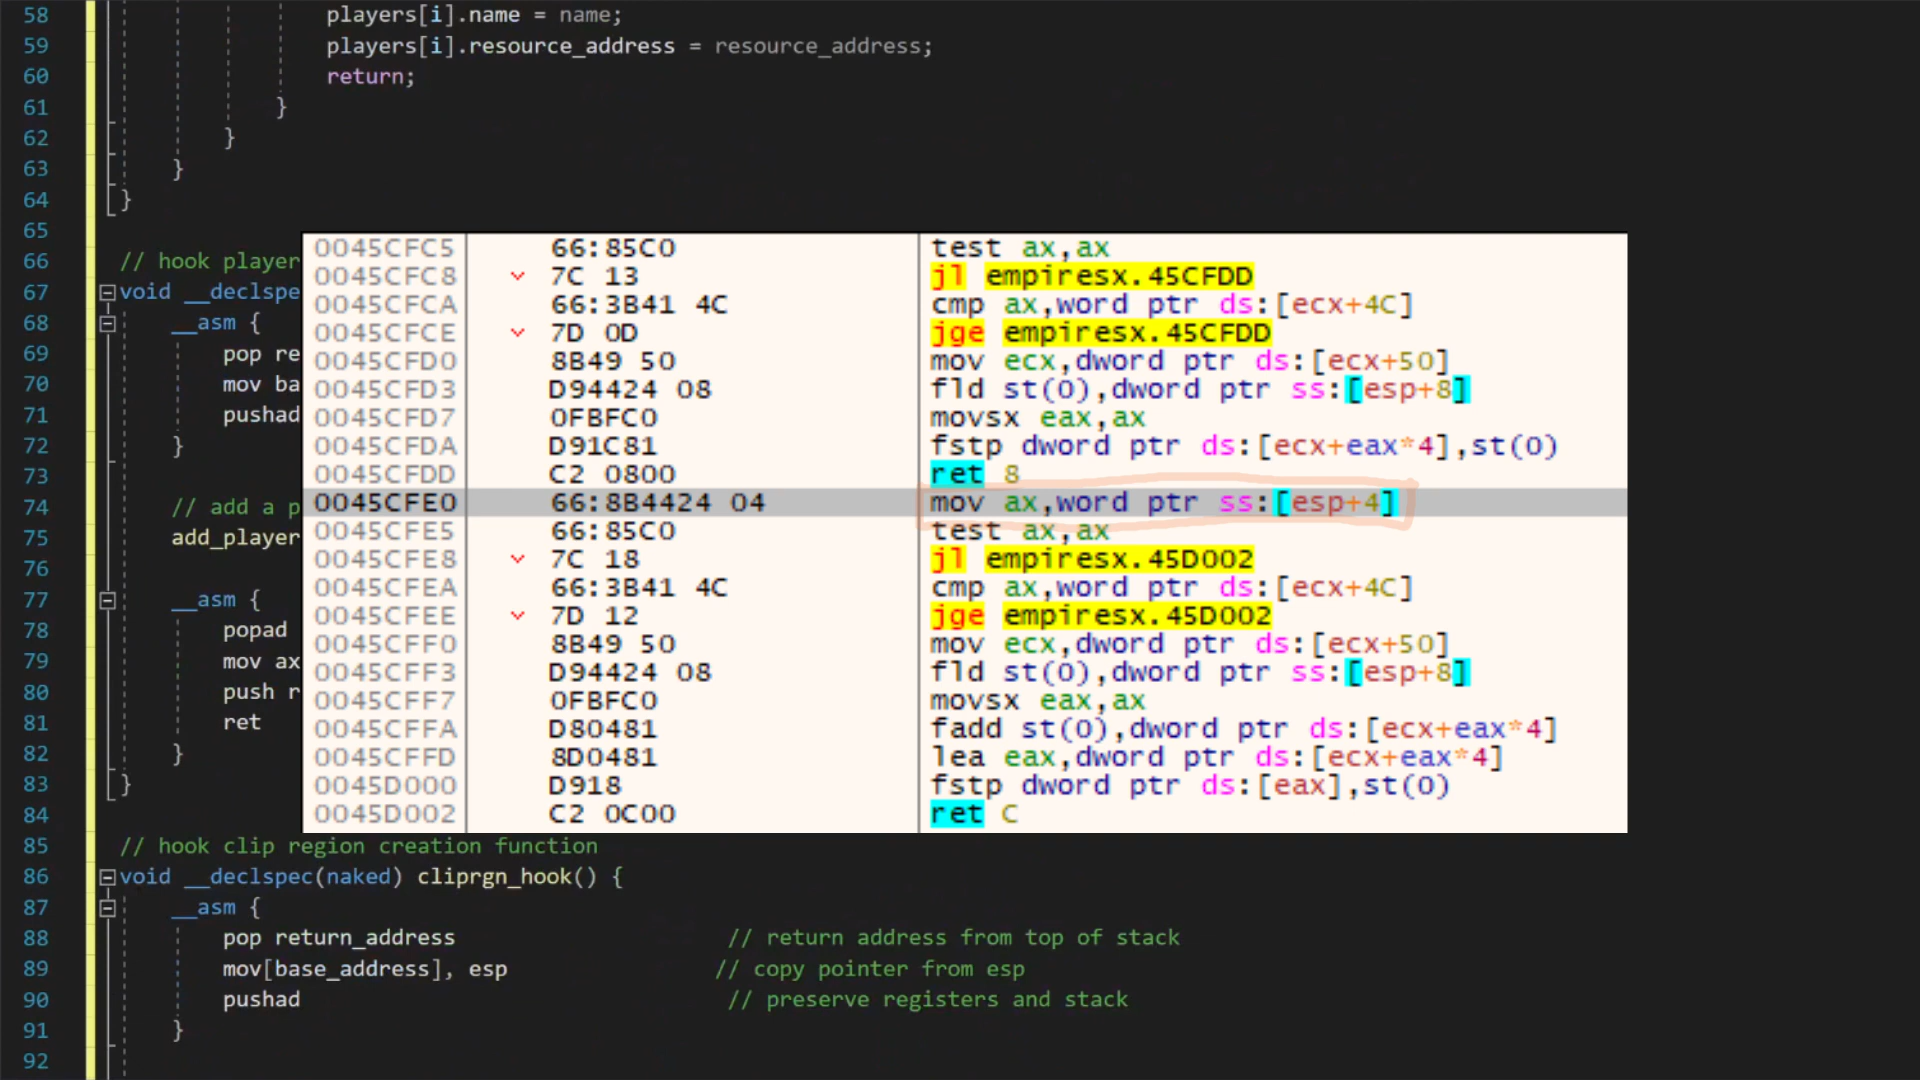 58 players[i].name = name;
59 players[i].resource_address = resource_address;
60 return;
61 }
62 }
63 }
64 }
65
66 // hook player
67 void __declspe
68 __asm {
69 pop re
70 mov ba
71 pushad
72 }
73
74 // add a p
75 add_player
76
77 __asm {
78 popad
79 mov ax
80 push r
81 ret
82 }
83 }
84
0045CFC5 66:85C0 test ax,ax
0045CFC8 7C 13 jl empiresx.45CFDD
0045CFCA 66:3B41 4C cmp ax,word ptr ds:[ecx+4C]
0045CFCE 7D 0D jge empiresx.45CFDD
0045CFD0 8B49 50 mov ecx,dword ptr ds:[ecx+50]
0045CFD3 D94424 08 fld st(0),dword ptr ss:[esp+8]
0045CFD7 0FBFC0 movsx eax,ax
0045CFDA D91C81 fstp dword ptr ds:[ecx+eax*4],st(0)
0045CFDD C2 0800 ret 8
0045CFE0 66:8B4424 04 mov ax,word ptr ss:[esp+4]
0045CFE5 66:85C0 test ax,ax
0045CFE8 7C 18 jl empiresx.45D002
0045CFEA 66:3B41 4C cmp ax,word ptr ds:[ecx+4C]
0045CFEE 7D 12 jge empiresx.45D002
0045CFF0 8B49 50 mov ecx,dword ptr ds:[ecx+50]
0045CFF3 D94424 08 fld st(0),dword ptr ss:[esp+8]
0045CFF7 0FBFC0 movsx eax,ax
0045CFFA D80481 fadd st(0),dword ptr ds:[ecx+eax*4]
0045CFFD 8D0481 lea eax,dword ptr ds:[ecx+eax*4]
0045D000 D918 fstp dword ptr ds:[eax],st(0)
0045D002 C2 0C00 ret C
85 // hook clip region creation function
86 void __declspec(naked) cliprgn_hook() {
87 __asm {
88 pop return_address // return address from top of stack
89 mov[base_address], esp // copy pointer from esp
90 pushad // preserve registers and stack
91 }
92